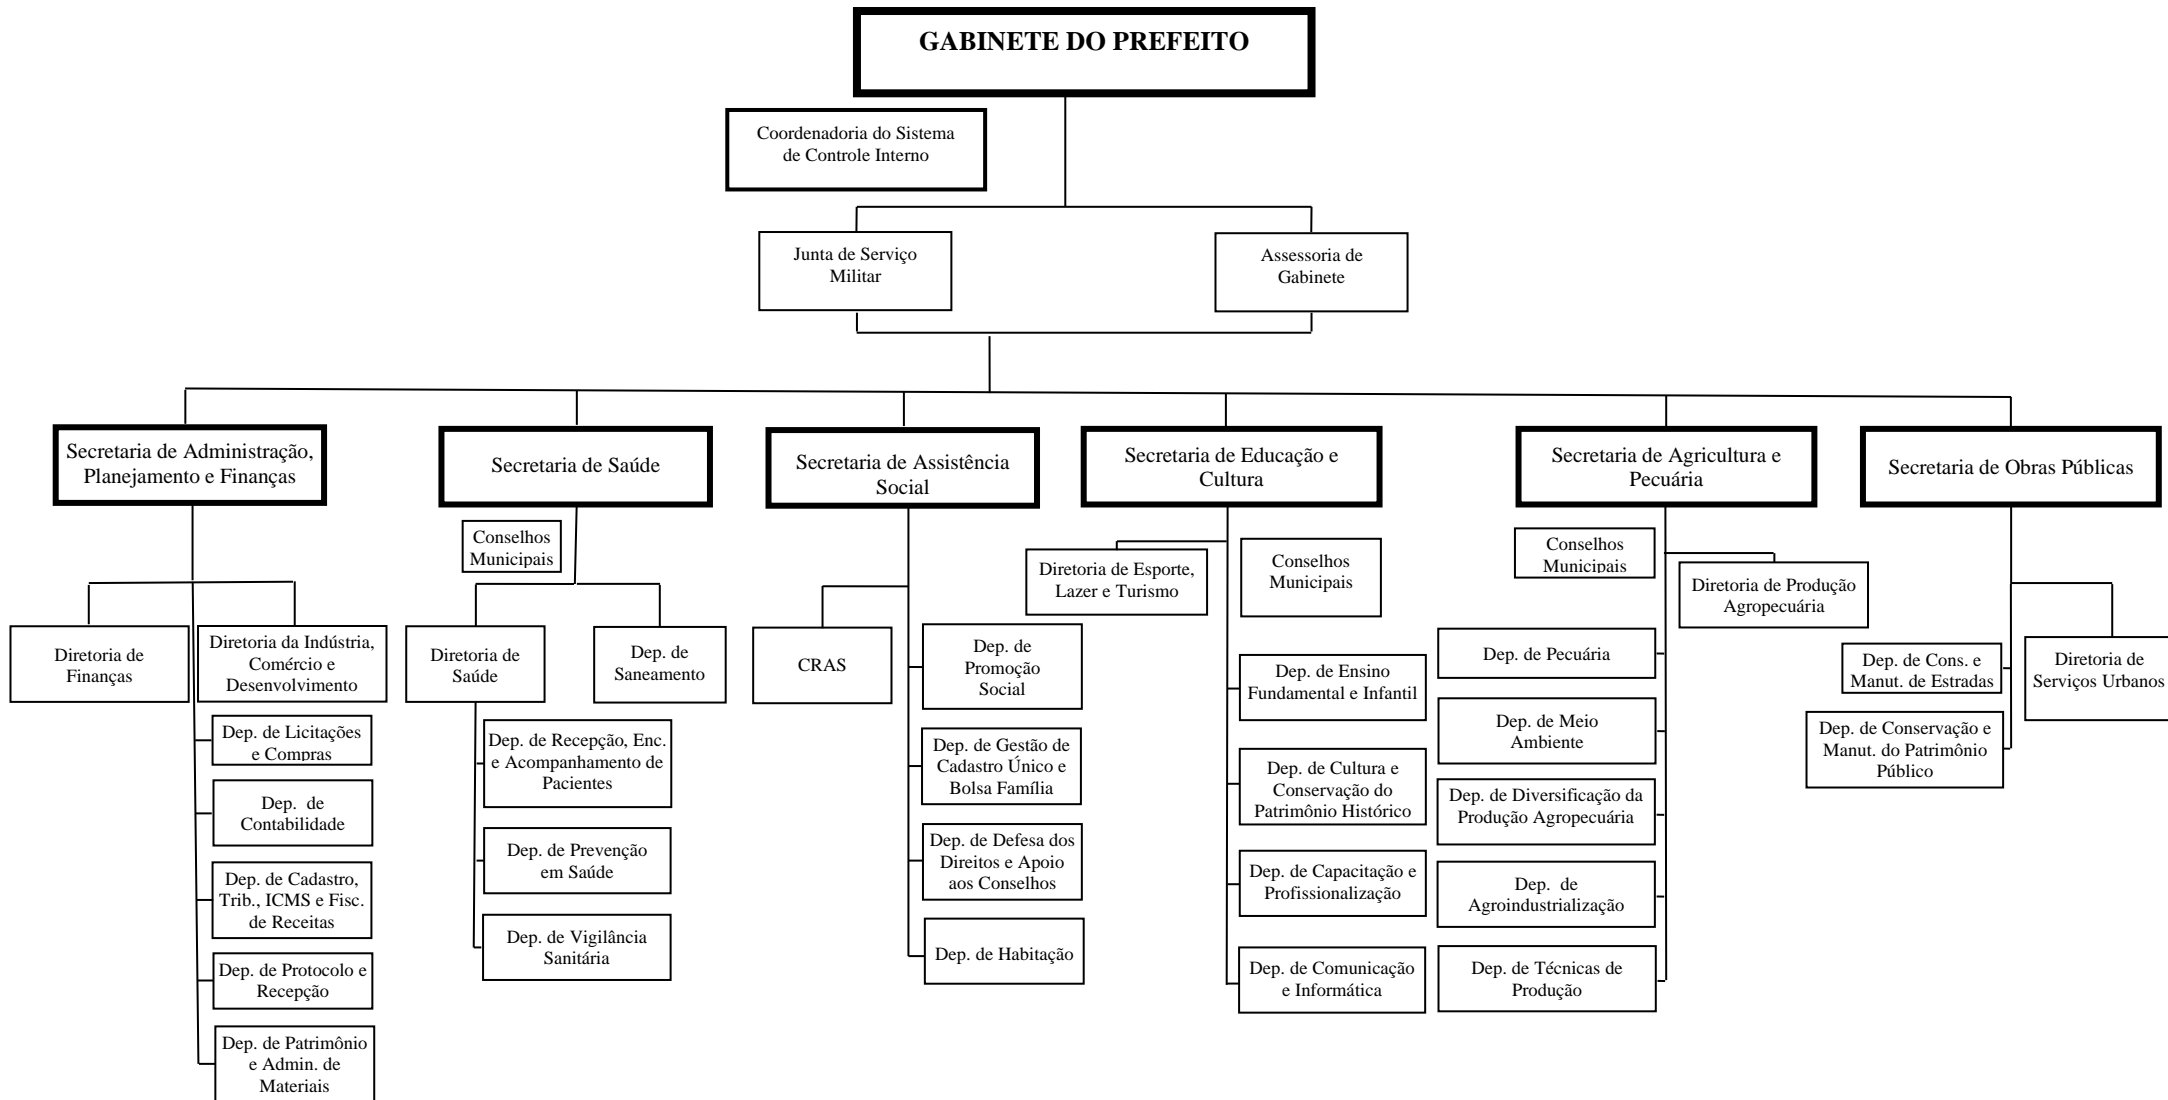 GABINETE DO PREFEITO
Coordenadoria do Sistema
de Controle Interno
Junta de Serviço
Militar
Assessoria de
Gabinete
Secretaria de Administração,
Planejamento e Finanças
Secretaria de Saúde
Secretaria de Assistência
Social
Secretaria de Educação e
Cultura
Secretaria de Agricultura e
Pecuária
Secretaria de Obras Públicas
Diretoria de
Finanças
Diretoria da Indústria,
Comércio e
Desenvolvimento
Dep. de Licitações
e Compras
Dep. de
Contabilidade
Dep. de Cadastro,
Trib., ICMS e Fisc.
de Receitas
Dep. de Protocolo e
Recepção
Dep. de Patrimônio
e Admin. de
Materiais
Conselhos
Municipais
Diretoria de
Saúde
Dep. de
Saneamento
Dep. de Recepção, Enc.
e Acompanhamento de
Pacientes
Dep. de Prevenção
em Saúde
Dep. de Vigilância
Sanitária
CRAS
Dep. de
Promoção
Social
Dep. de Gestão de
Cadastro Único e
Bolsa Família
Dep. de Defesa dos
Direitos e Apoio
aos Conselhos
Dep. de Habitação
Diretoria de Esporte,
Lazer e Turismo
Conselhos
Municipais
Dep. de Ensino
Fundamental e Infantil
Dep. de Cultura e
Conservação do
Patrimônio Histórico
Dep. de Capacitação e
Profissionalização
Dep. de Comunicação
e Informática
Conselhos
Municipais
Diretoria de Produção
Agropecuária
Dep. de Pecuária
Dep. de Meio
Ambiente
Dep. de Diversificação da
Produção Agropecuária
Dep. de
Agroindustrialização
Dep. de Técnicas de
Produção
Dep. de Cons. e
Manut. de Estradas
Diretoria de
Serviços Urbanos
Dep. de Conservação e
Manut. do Patrimônio
Público